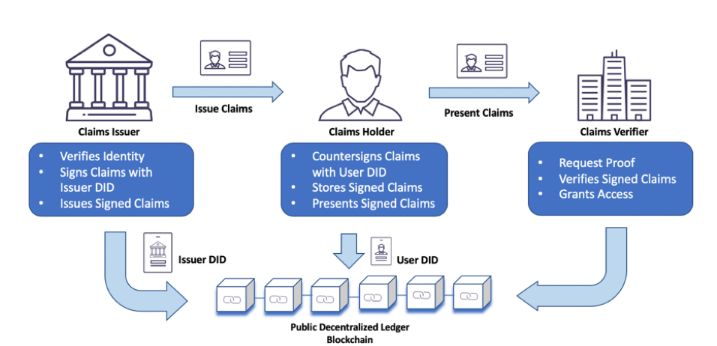 Issue Claims
Present Claims
Claims Issuer
Claims Holder
Claims Verifier
• Verifies Identity
• Signs Claims with
Issuer DID
• Issues Signed Claims
• Countersigns Claims
with User DID
• Stores Signed Claims
• Presents Signed Claims
• Request Proof
• Verifies Signed Claims
• Grants Access
Issuer DID
User DID
Public Decentralized Ledger
Blockchain